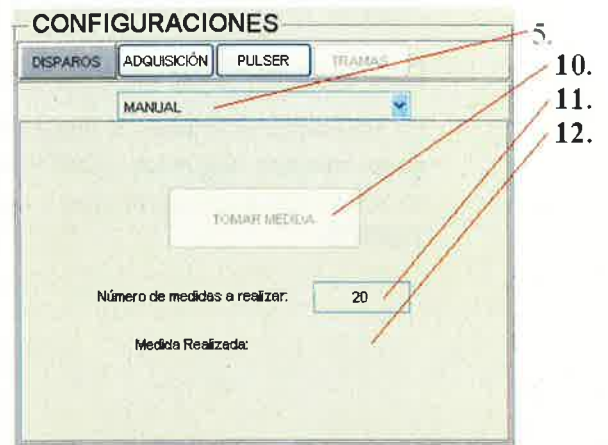 CONFIGURACIONES
DISPAROS ADQUISICIÓN PULSER TRAMAS
5.
MANUAL
10.
11.
12.
TOMAR MEDIDA
Número de medidas a realizar: 20
Medida Realizada: